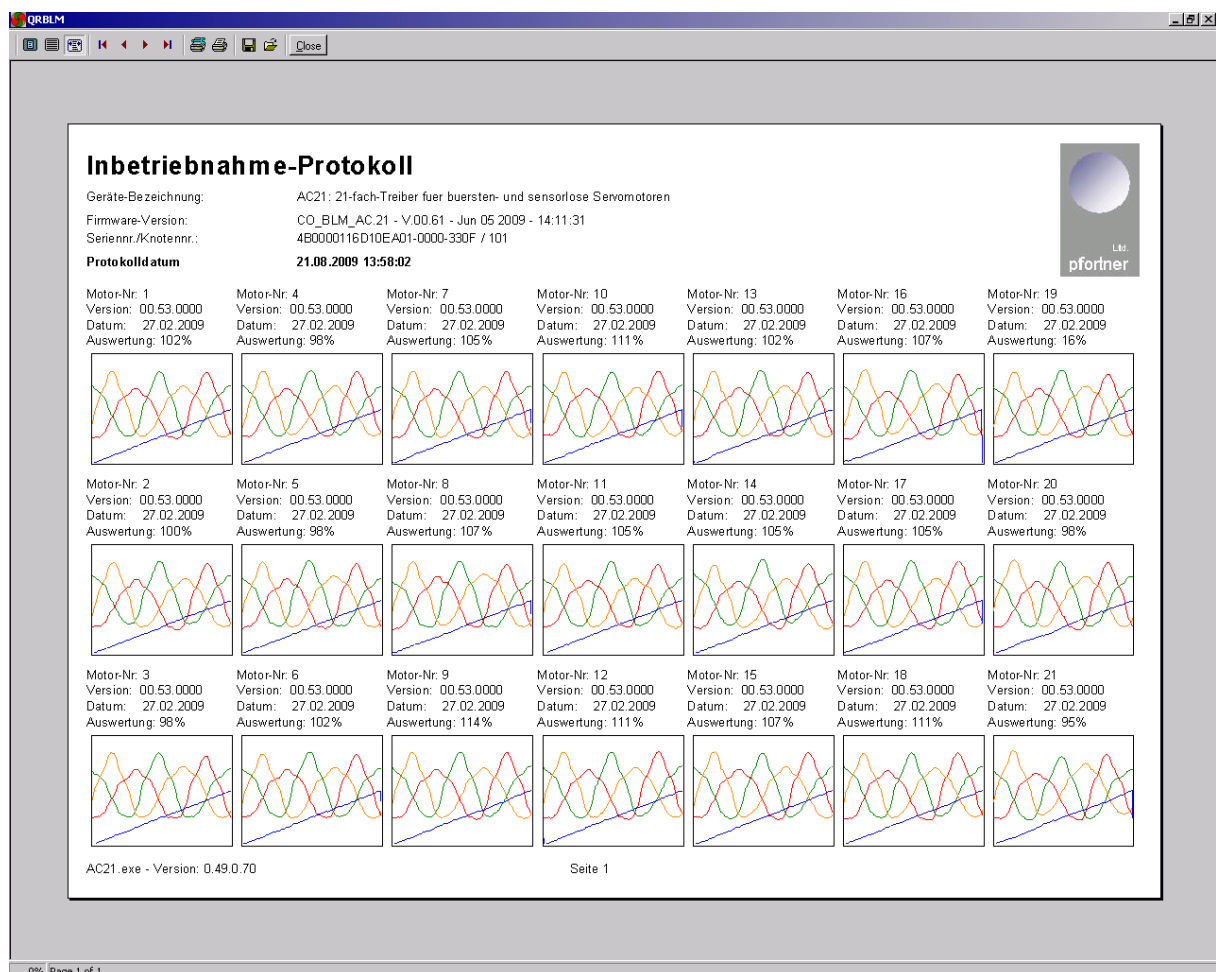 QRBLM
Close
Inbetriebnahme-Protokoll
Geräte-Bezeichnung: AC21: 21-fach-Treiber fuer buersten- und sensorlose Servomotoren
Firmware-Version: CO_BLM_AC.21 - V.00.61 - Jun 05 2009 - 14:11:31
Seriennr./Knotennr.: 4B0000116D10EA01-0000-330F / 101
Protokolldatum 21.08.2009 13:58:02
Ltd.
pfortner
Motor-Nr: 1 Motor-Nr: 4 Motor-Nr: 7 Motor-Nr: 10 Motor-Nr: 13 Motor-Nr: 16 Motor-Nr: 19
Version: 00.53.0000 Version: 00.53.0000 Version: 00.53.0000 Version: 00.53.0000 Version: 00.53.0000 Version: 00.53.0000 Version: 00.53.0000
Datum: 27.02.2009 Datum: 27.02.2009 Datum: 27.02.2009 Datum: 27.02.2009 Datum: 27.02.2009 Datum: 27.02.2009 Datum: 27.02.2009
Auswertung: 102% Auswertung: 98% Auswertung: 105% Auswertung: 111% Auswertung: 102% Auswertung: 107% Auswertung: 16%
Motor-Nr: 2 Motor-Nr: 5 Motor-Nr: 8 Motor-Nr: 11 Motor-Nr: 14 Motor-Nr: 17 Motor-Nr: 20
Version: 00.53.0000 Version: 00.53.0000 Version: 00.53.0000 Version: 00.53.0000 Version: 00.53.0000 Version: 00.53.0000 Version: 00.53.0000
Datum: 27.02.2009 Datum: 27.02.2009 Datum: 27.02.2009 Datum: 27.02.2009 Datum: 27.02.2009 Datum: 27.02.2009 Datum: 27.02.2009
Auswertung: 100% Auswertung: 98% Auswertung: 107% Auswertung: 105% Auswertung: 105% Auswertung: 105% Auswertung: 98%
Motor-Nr: 3 Motor-Nr: 6 Motor-Nr: 9 Motor-Nr: 12 Motor-Nr: 15 Motor-Nr: 18 Motor-Nr: 21
Version: 00.53.0000 Version: 00.53.0000 Version: 00.53.0000 Version: 00.53.0000 Version: 00.53.0000 Version: 00.53.0000 Version: 00.53.0000
Datum: 27.02.2009 Datum: 27.02.2009 Datum: 27.02.2009 Datum: 27.02.2009 Datum: 27.02.2009 Datum: 27.02.2009 Datum: 27.02.2009
Auswertung: 98% Auswertung: 102% Auswertung: 114% Auswertung: 111% Auswertung: 107% Auswertung: 111% Auswertung: 95%
AC21.exe - Version: 0.49.0.70 Seite 1
0% Page 1 of 1